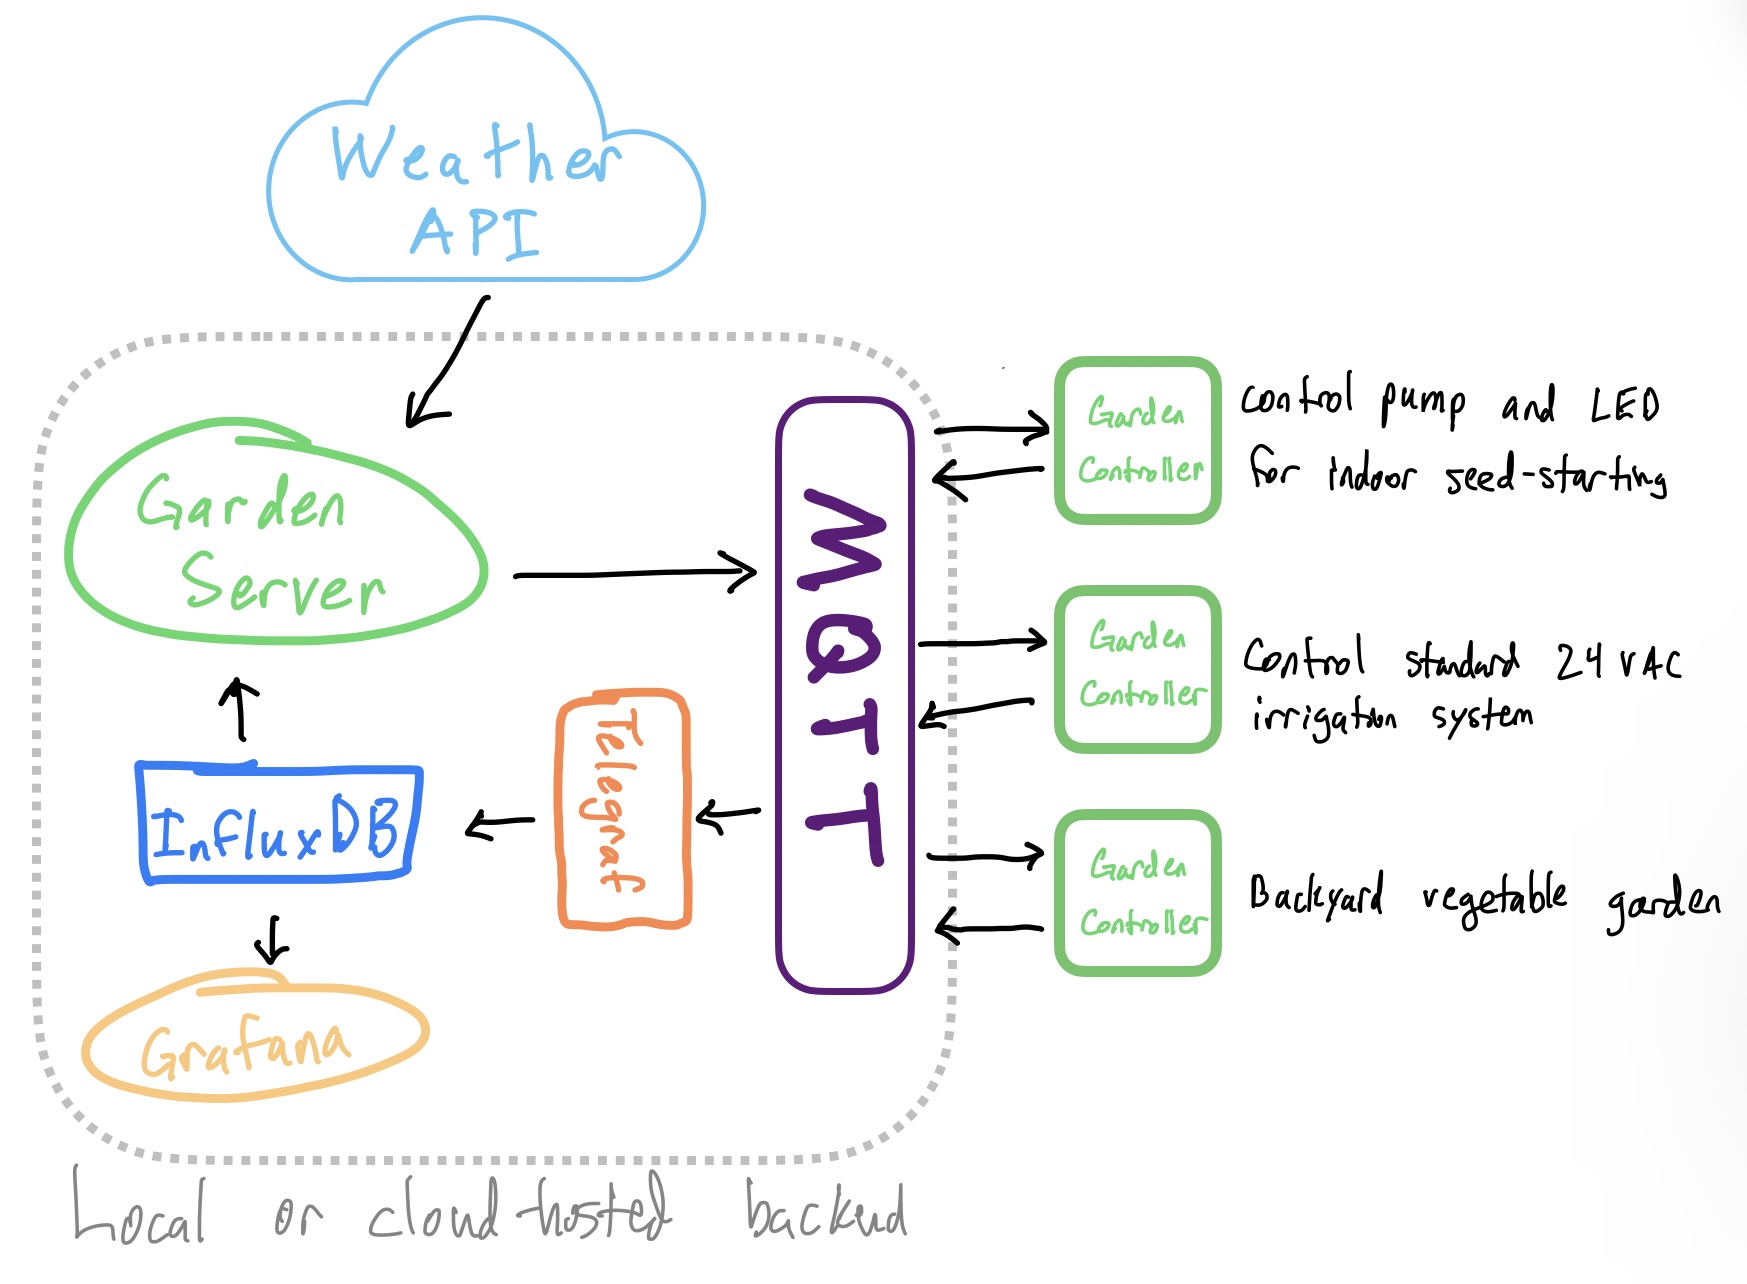 Weather
API
Garden
Server
InfluxDB
Grafana
Telegraf
MQTT
Garden
Controller
control pump and LED
for indoor seed-starting
Garden
Controller
Control standard 24 VAC
irrigation system
Garden
Controller
Backyard vegetable garden
Local or cloud-hosted backend